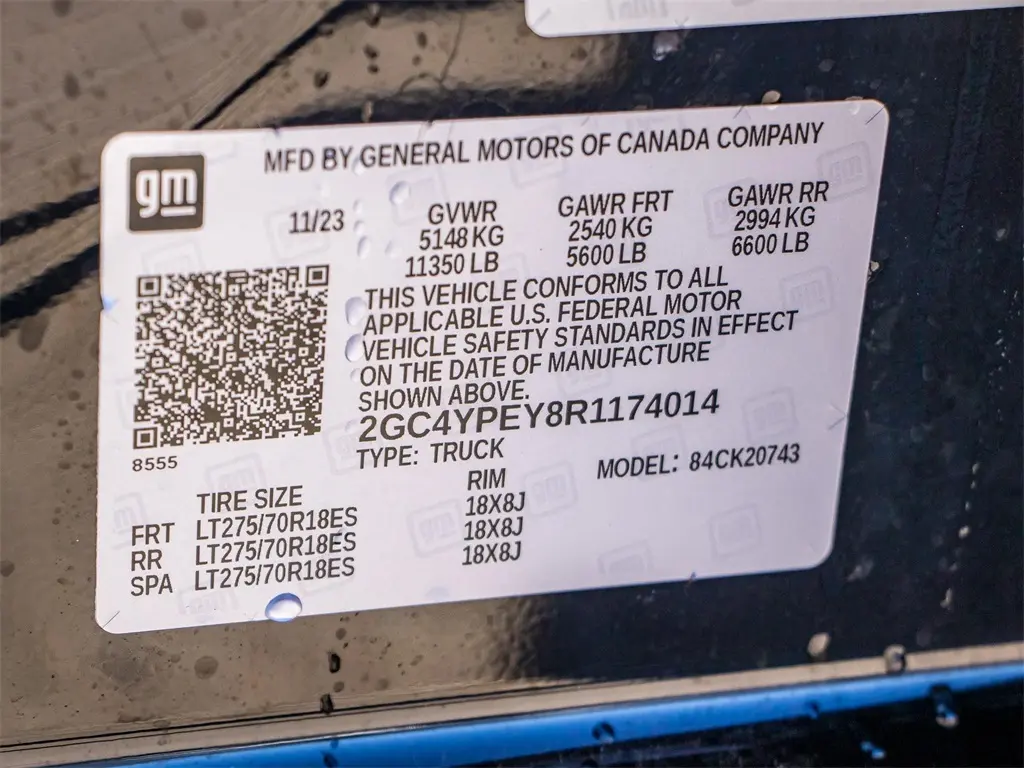 gm
MFD BY GENERAL MOTORS OF CANADA COMPANY
11/23 GVWR GAWR FRT GAWR RR
5148 KG 2540 KG 2994 KG
11350 LB 5600 LB 6600 LB
THIS VEHICLE CONFORMS TO ALL
APPLICABLE U.S. FEDERAL MOTOR
VEHICLE SAFETY STANDARDS IN EFFECT
ON THE DATE OF MANUFACTURE
SHOWN ABOVE.
2GC4YPEY8R1174014
8555 TYPE: TRUCK MODEL: 84CK20743
TIRE SIZE RIM
FRT LT275/70R18ES 18X8J
RR LT275/70R18ES 18X8J
SPA LT275/70R18ES 18X8J